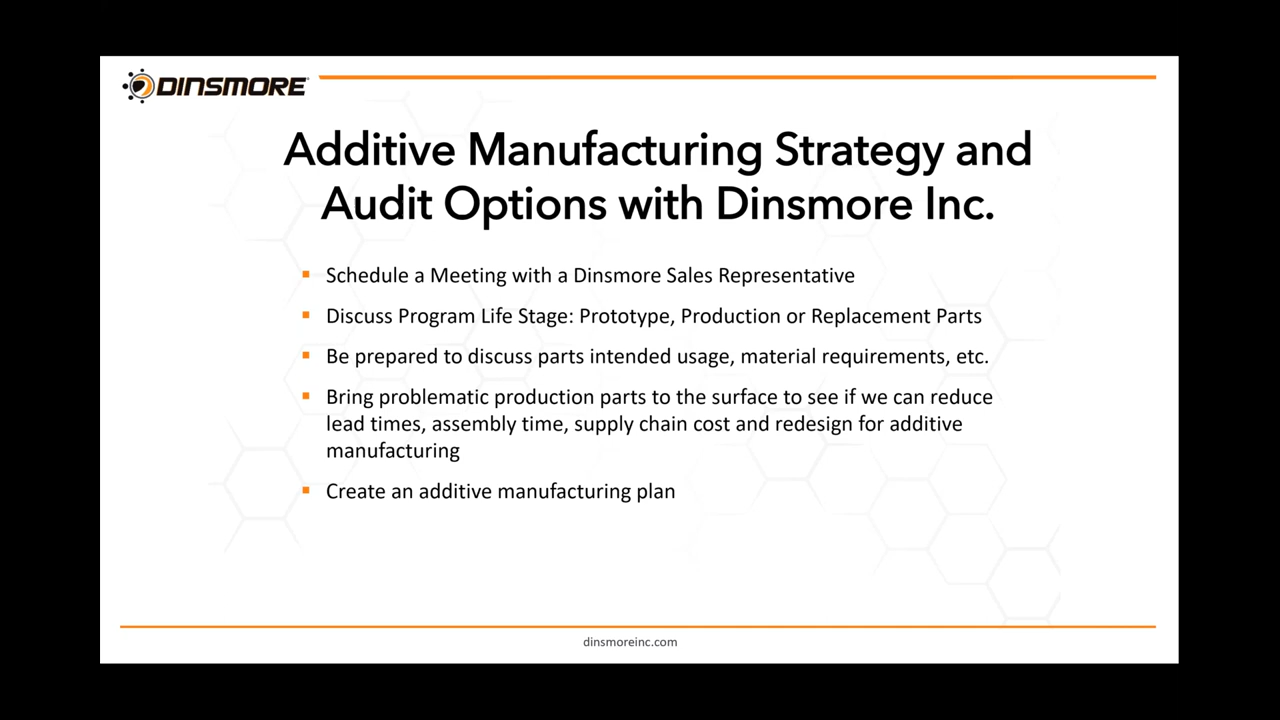 DINSMORE
Additive Manufacturing Strategy and
Audit Options with Dinsmore Inc.
▪ Schedule a Meeting with a Dinsmore Sales Representative
▪ Discuss Program Life Stage: Prototype, Production or Replacement Parts
▪ Be prepared to discuss parts intended usage, material requirements, etc.
▪ Bring problematic production parts to the surface to see if we can reduce
lead times, assembly time, supply chain cost and redesign for additive
manufacturing
▪ Create an additive manufacturing plan
dinsmoreinc.com